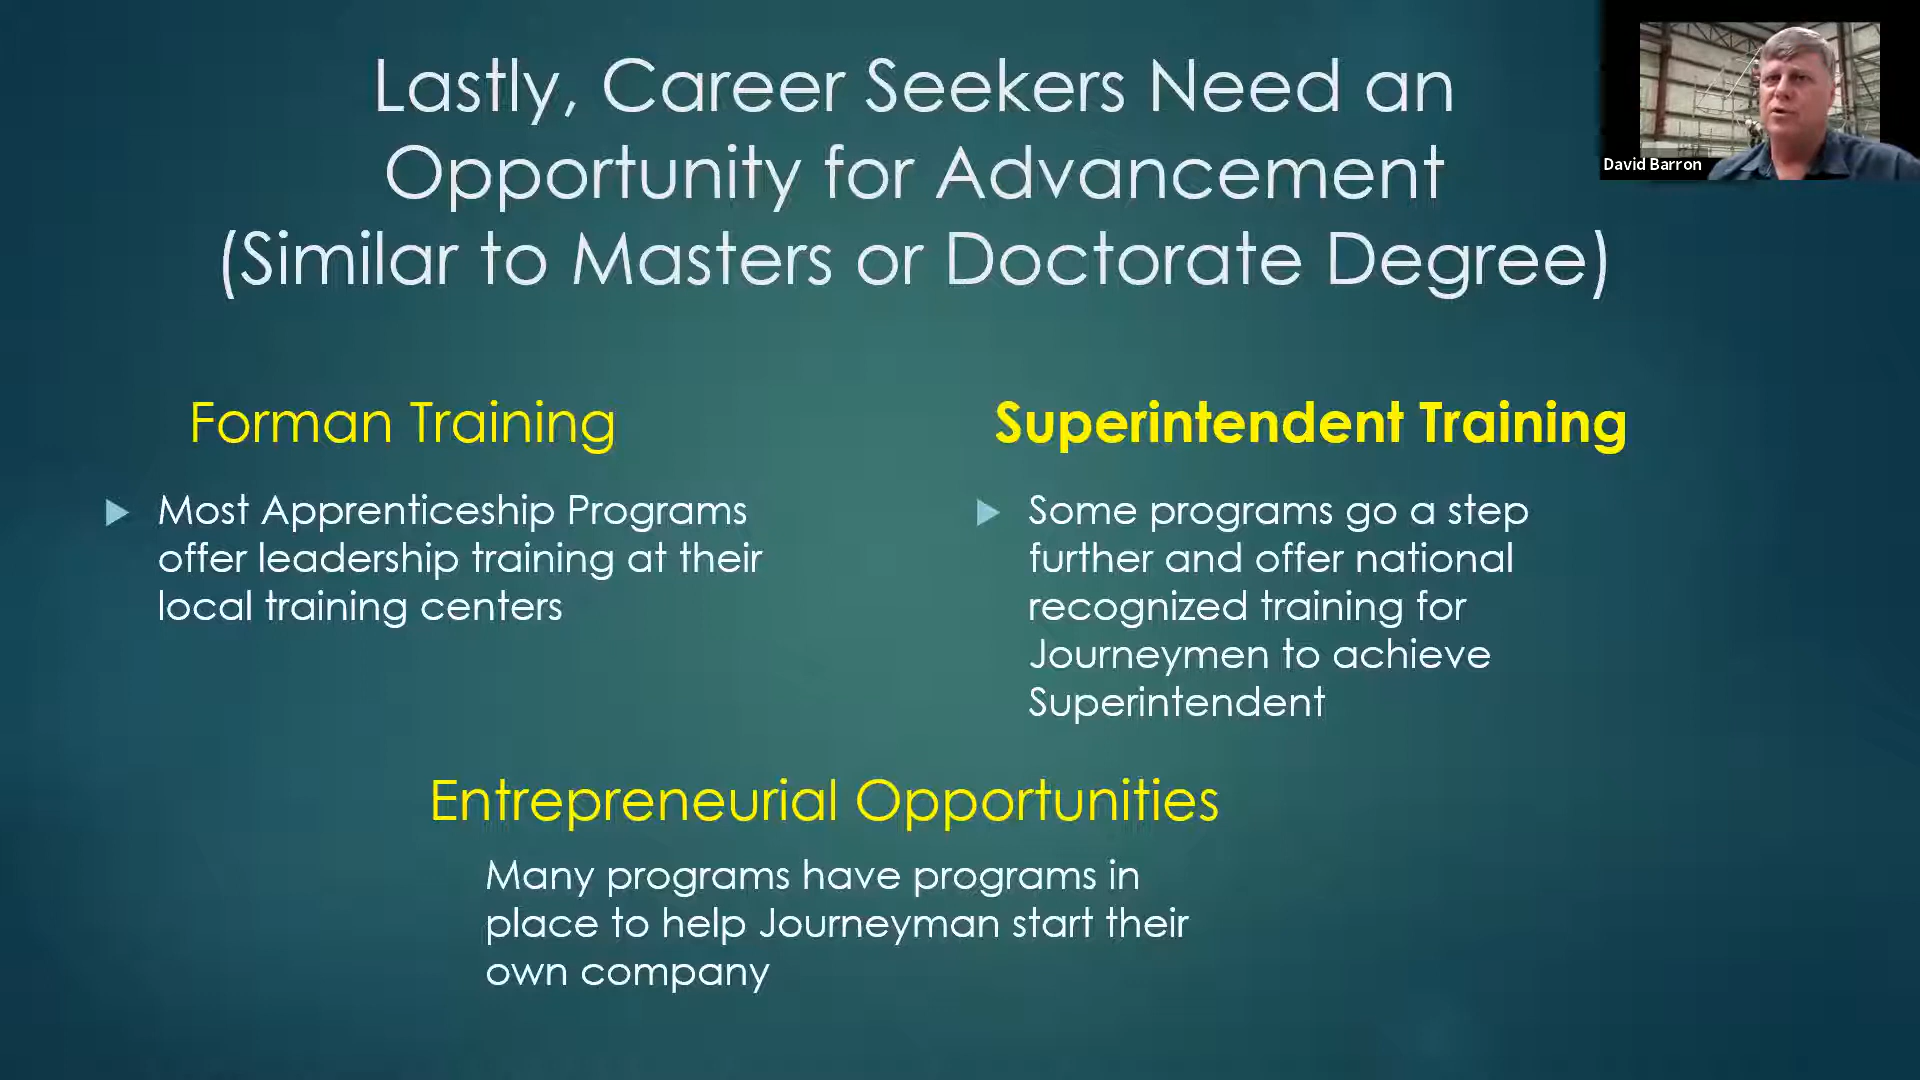 Lastly, Career Seekers Need an
Opportunity for Advancement
(Similar to Masters or Doctorate Degree)
David Barron
Forman Training
Most Apprenticeship Programs
offer leadership training at their
local training centers
Superintendent Training
Some programs go a step
further and offer national
recognized training for
Journeymen to achieve
Superintendent
Entrepreneurial Opportunities
Many programs have programs in
place to help Journeyman start their
own company